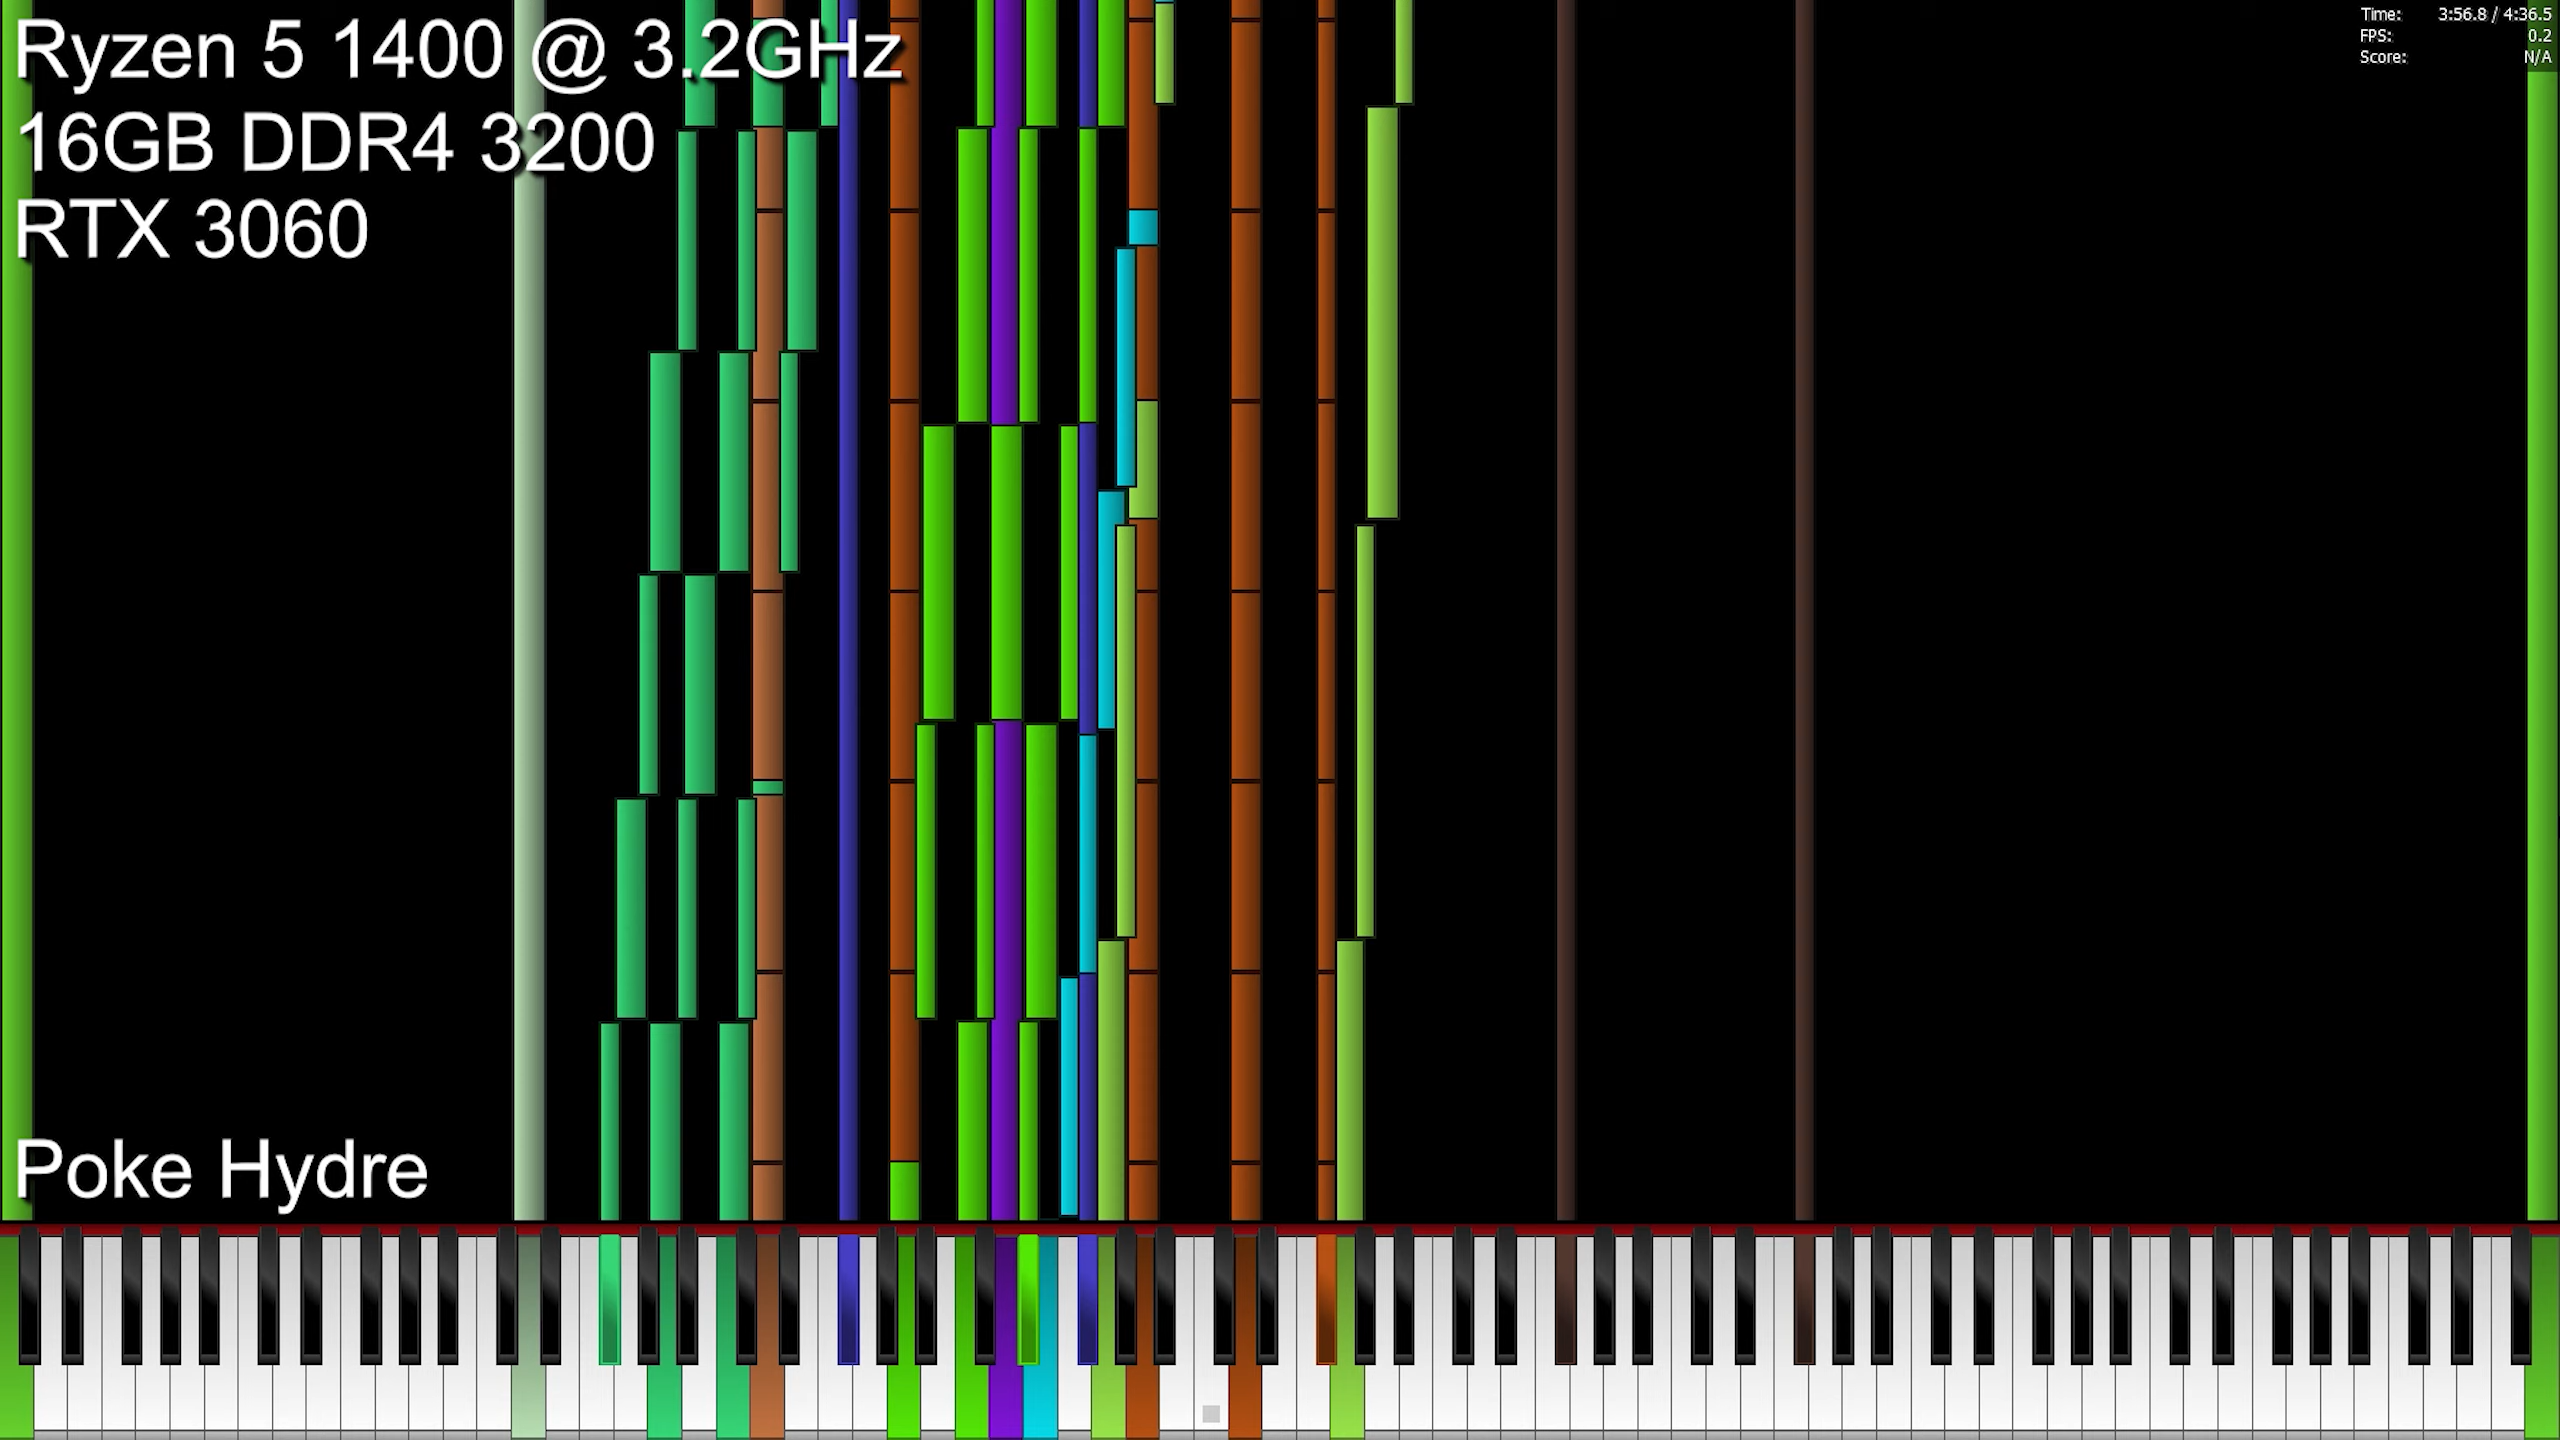 Ryzen 5 1400 @ 3.2GHz
16GB DDR4 3200
RTX 3060
Time: 3:56.8 / 4:36.5
FPS: 0.2
Score: N/A
Poke Hydre